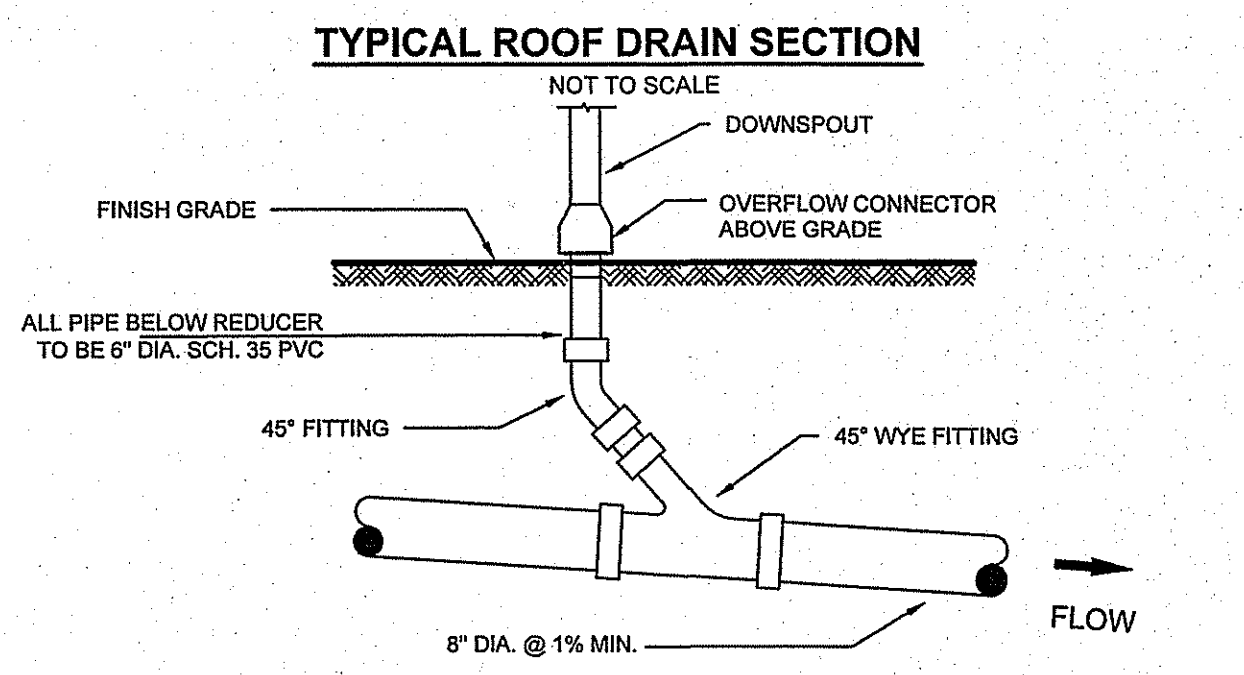 TYPICAL ROOF DRAIN SECTION
NOT TO SCALE
DOWNSPOUT
FINISH GRADE
OVERFLOW CONNECTOR
ABOVE GRADE
ALL PIPE BELOW REDUCER
TO BE 6" DIA. SCH. 35 PVC
45° FITTING
45° WYE FITTING
FLOW
8" DIA. @ 1% MIN.